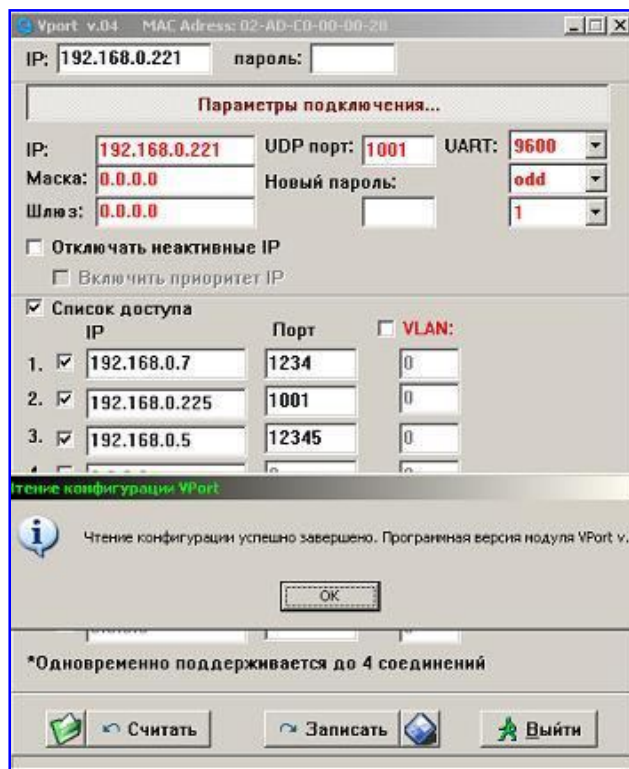 Vport v.04 MAC Adress: 02-AD-C0-00-00-28
IP: 192.168.0.221 пароль:
Параметры подключения...
IP: 192.168.0.221 UDP порт: 1001 UART: 9600
Маска: 0.0.0.0 Новый пароль: odd
Шлюз: 0.0.0.0 1
Отключать неактивные IP
Включить приоритет IP
Список доступа
IP Порт VLAN:
1. 192.168.0.7 1234 0
2. 192.168.0.225 1001 0
3. 192.168.0.5 12345 0
Чтение конфигурации VPort
Чтение конфигурации успешно завершено. Программная версия модуля VPort v.
OK
*Одновременно поддерживается до 4 соединений
Считать Записать Выйти